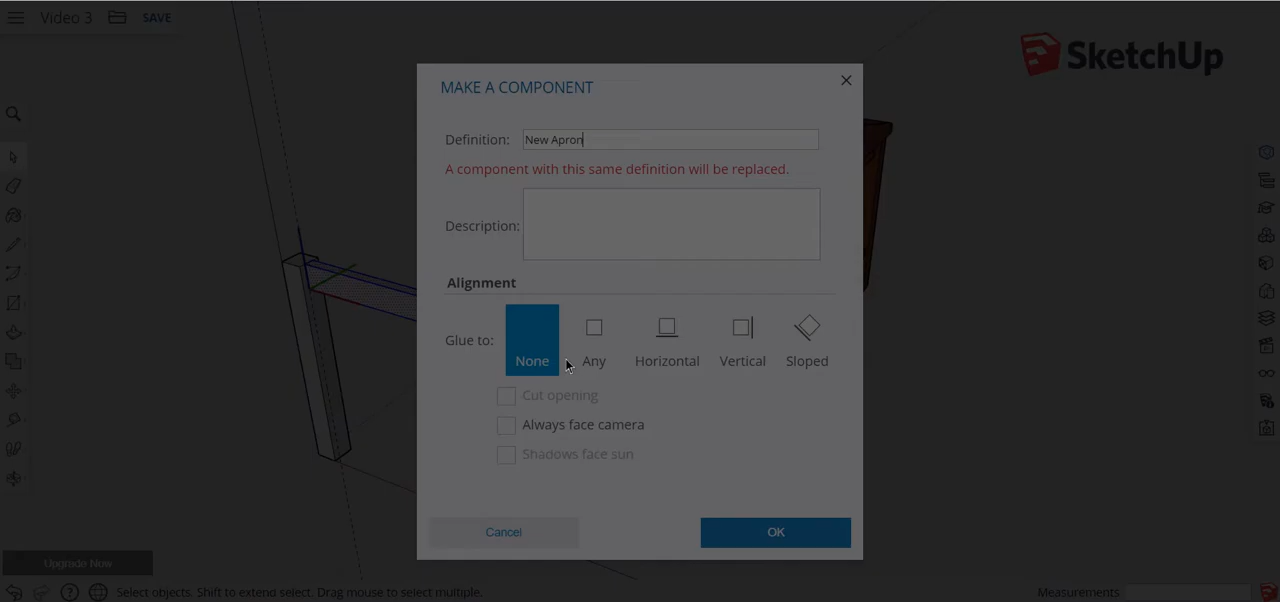 Video 3
SAVE
SketchUp
MAKE A COMPONENT
Definition:
New Apron
A component with this same definition will be replaced.
Description:
Alignment
Glue to:
None
Any
Horizontal
Vertical
Sloped
Cut opening
Always face camera
Shadows face sun
Cancel
OK
Upgrade Now
Select objects. Shift to extend select. Drag mouse to select multiple.
Measurements